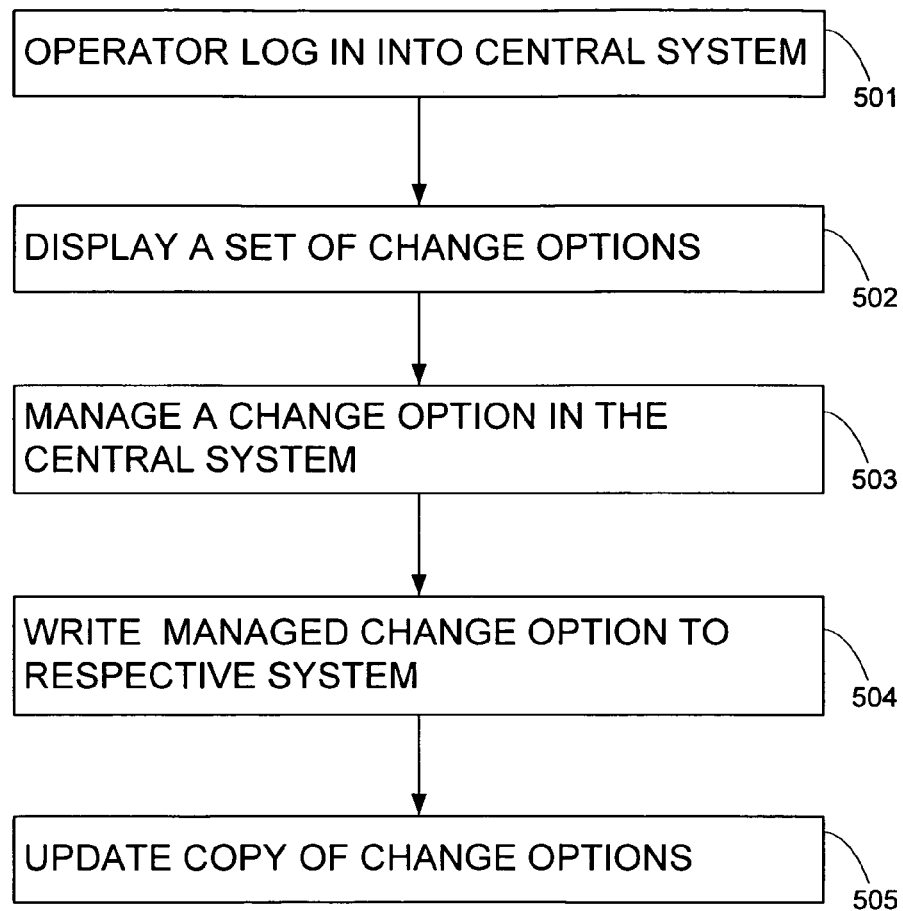 OPERATOR LOG IN INTO CENTRAL SYSTEM
501
DISPLAY A SET OF CHANGE OPTIONS
502
MANAGE A CHANGE OPTION IN THE
CENTRAL SYSTEM
503
WRITE MANAGED CHANGE OPTION TO
RESPECTIVE SYSTEM
504
UPDATE COPY OF CHANGE OPTIONS
505